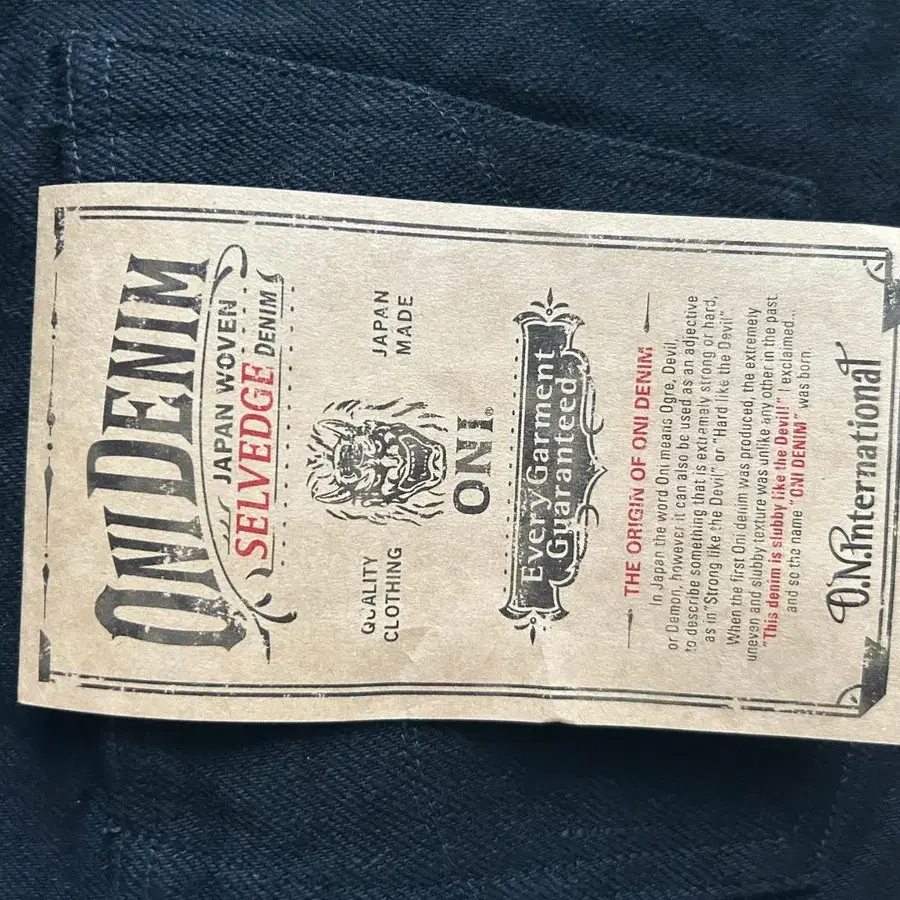 ONI DENIM
JAPAN WOVEN
SELVEDGE DENIM
QUALITY
CLOTHING
JAPAN
MADE
ONI®
Every Garment
Guaranteed
THE ORIGIN OF ONI DENIM
In Japan the word Oni means Ogre, Devil,
or Demon, however it can also be used as an adjective
to describe something that is extremely strong or hard,
as in "Strong like the Devil" or "Hard like the Devil"
When the first Oni denim was produced, the extremely
uneven and slubby texture was unlike any other in the past
"This denim is slubby like the Devil!" I exclaimed...
and so the name "ONI DENIM" was born.
O.N.International